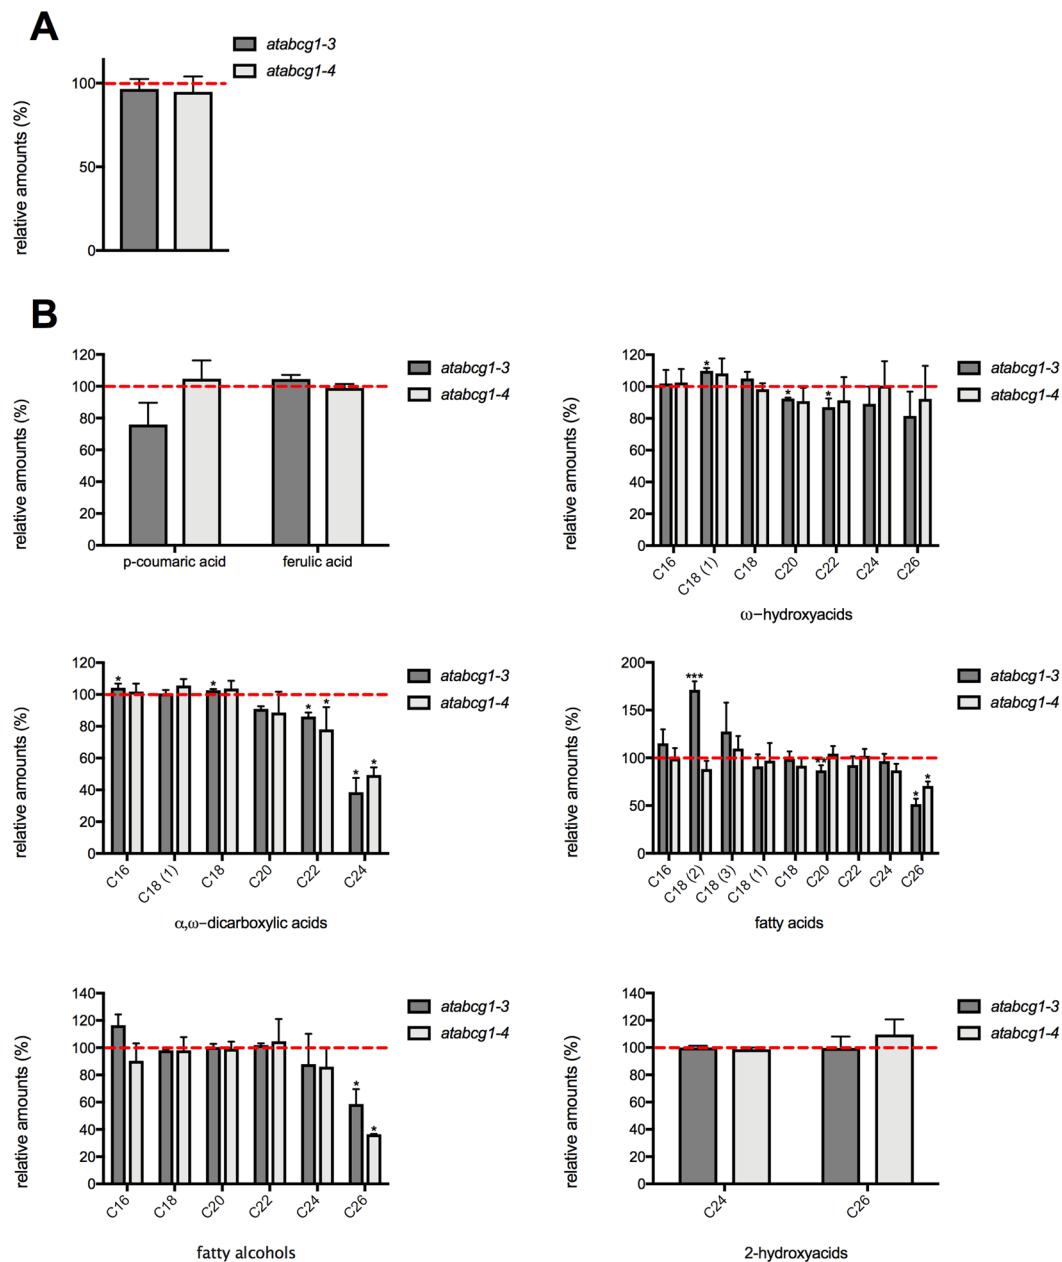 A
atabcg1-3
atabcg1-4
relative amounts (%)
100
50
0
B
relative amounts (%)
120
100
80
60
40
20
0
p-coumaric acid
ferulic acid
atabcg1-3
atabcg1-4
relative amounts (%)
120
100
80
60
40
20
0
*
*
*
C16
C18 (1)
C18
C20
C22
C24
C26
ω−hydroxyacids
atabcg1-3
atabcg1-4
relative amounts (%)
120
100
80
60
40
20
0
*
*
*
*
*
*
C16
C18 (1)
C18
C20
C22
C24
α,ω−dicarboxylic acids
atabcg1-3
atabcg1-4
relative amounts (%)
200
150
100
50
0
***
**
*
*
C16
C18 (2)
C18 (3)
C18 (1)
C18
C20
C22
C24
C26
fatty acids
atabcg1-3
atabcg1-4
relative amounts (%)
140
120
100
80
60
40
20
0
*
*
C16
C18
C20
C22
C24
C26
fatty alcohols
atabcg1-3
atabcg1-4
relative amounts (%)
140
120
100
80
60
40
20
0
C24
C26
2-hydroxyacids
atabcg1-3
atabcg1-4